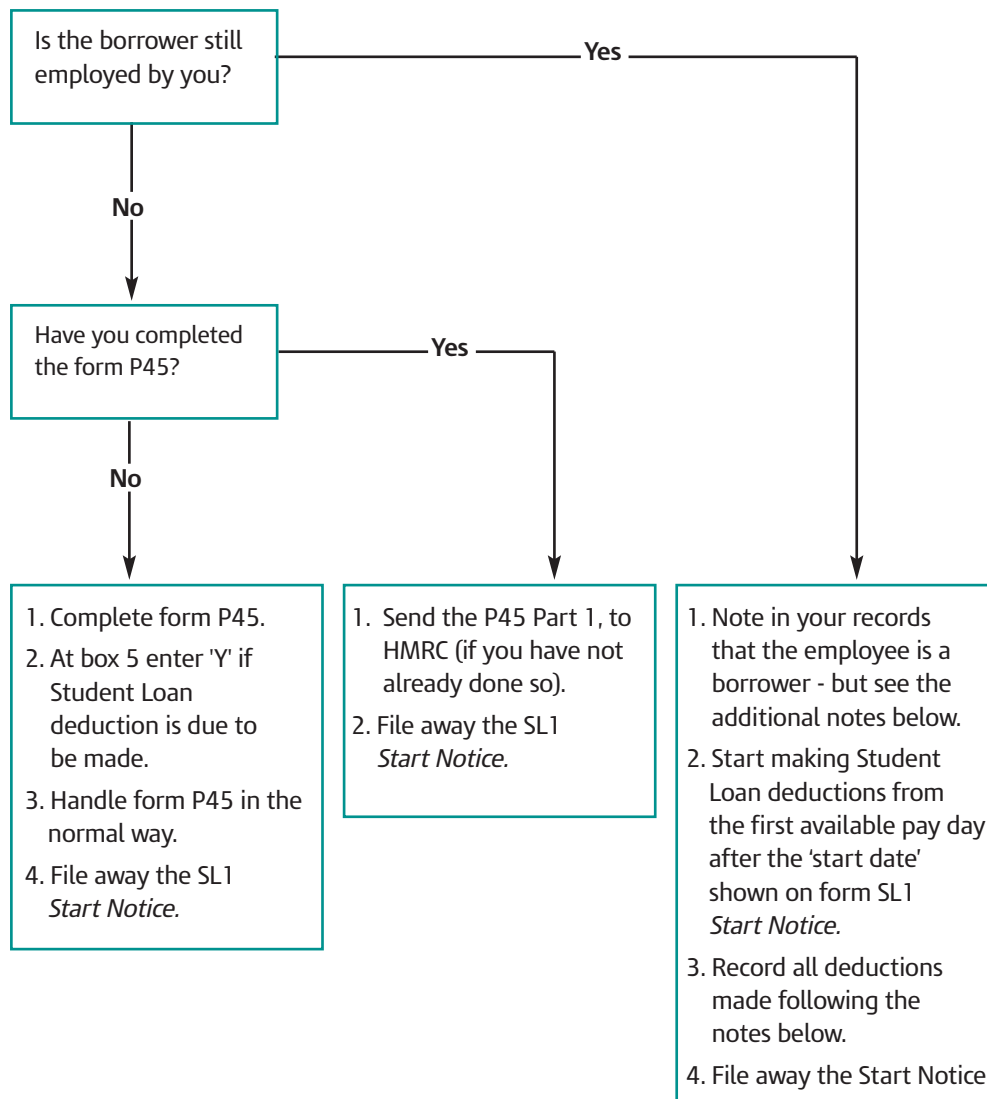 Is the borrower still
employed by you?
Yes
No
Have you completed
the form P45?
Yes
No
1. Complete form P45.
2. At box 5 enter 'Y' if
Student Loan
deduction is due to
be made.
3. Handle form P45 in the
normal way.
4. File away the SL1
Start Notice.
1. Send the P45 Part 1, to
HMRC (if you have not
already done so).
2. File away the SL1
Start Notice.
1. Note in your records
that the employee is a
borrower - but see the
additional notes below.
2. Start making Student
Loan deductions from
the first available pay day
after the ‘start date’
shown on form SL1
Start Notice.
3. Record all deductions
made following the
notes below.
4. File away the Start Notice